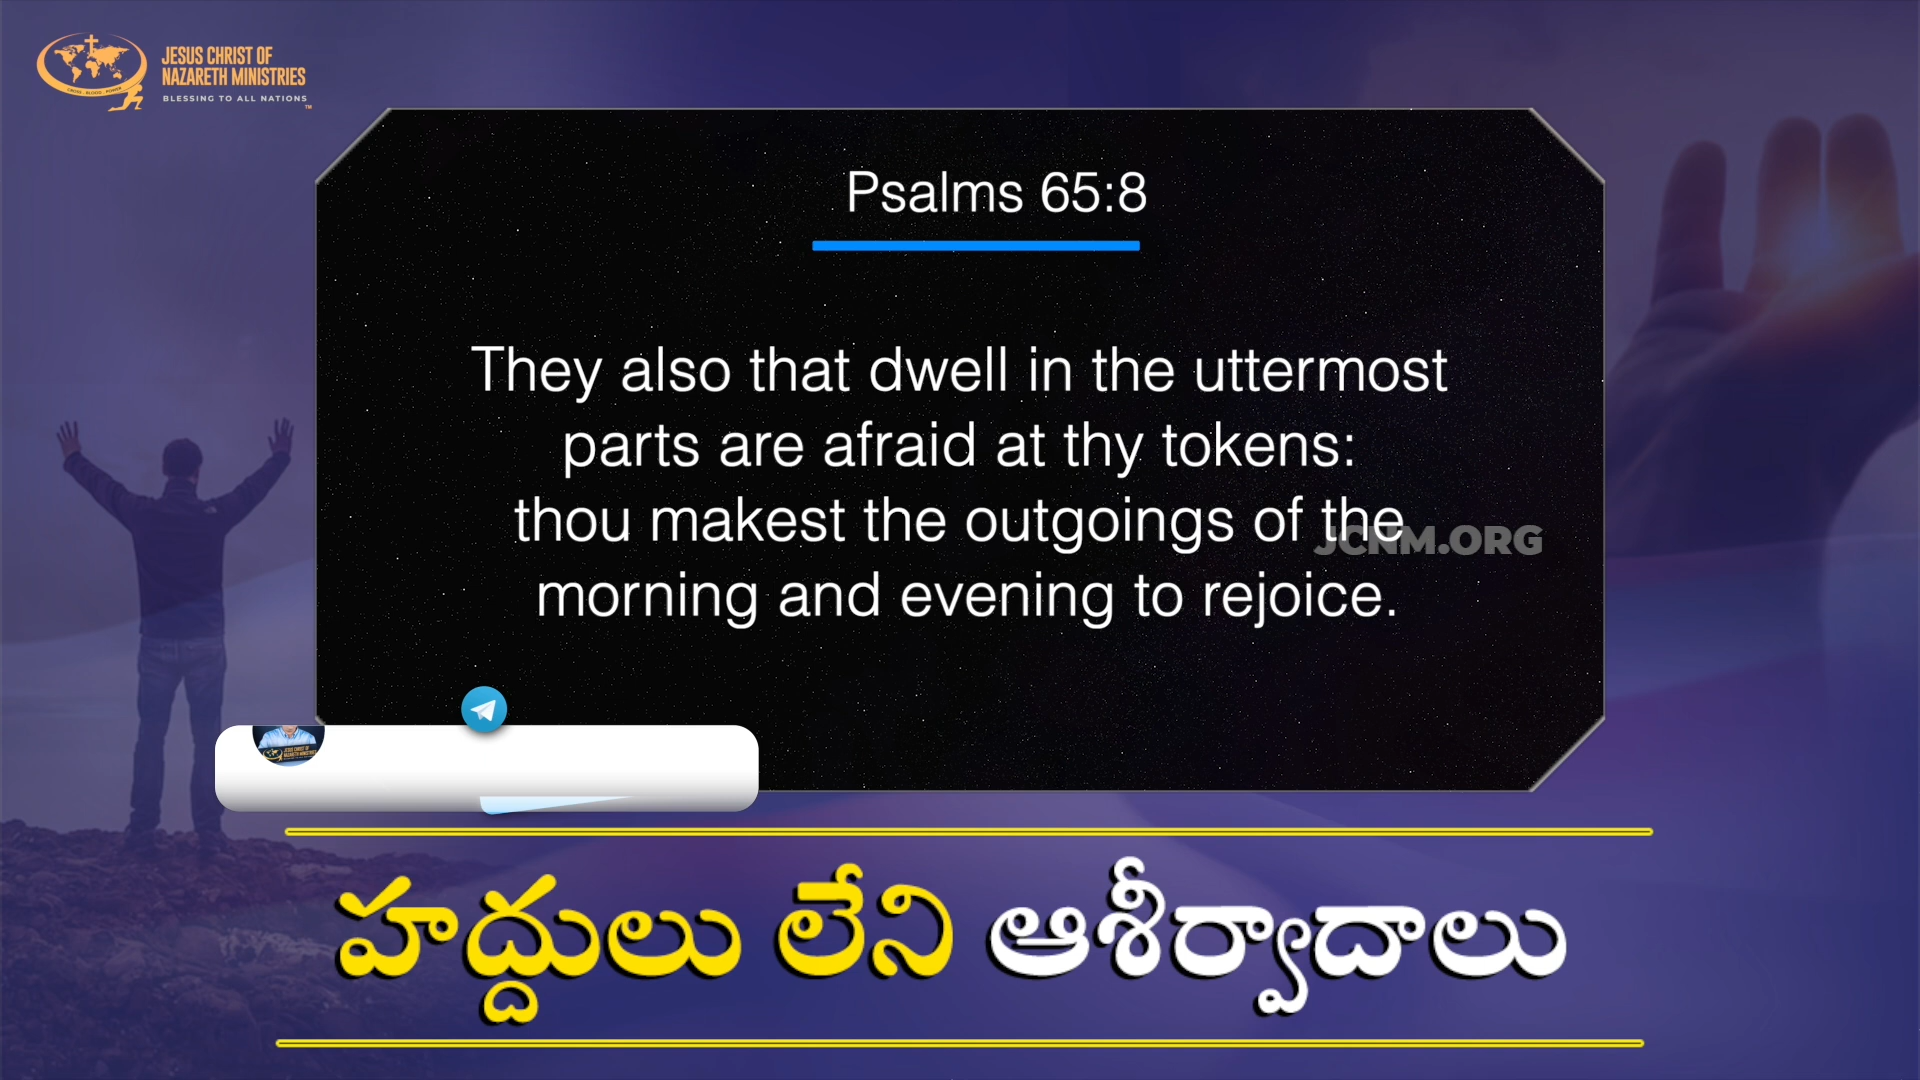 JESUS CHRIST OF
NAZARETH MINISTRIES
BLESSING TO ALL NATIONS
TM
Psalms 65:8
They also that dwell in the uttermost
parts are afraid at thy tokens:
thou makest the outgoings of the
morning and evening to rejoice.
JCNM.ORG
హద్దులు లేని ఆశీర్వాదాలు